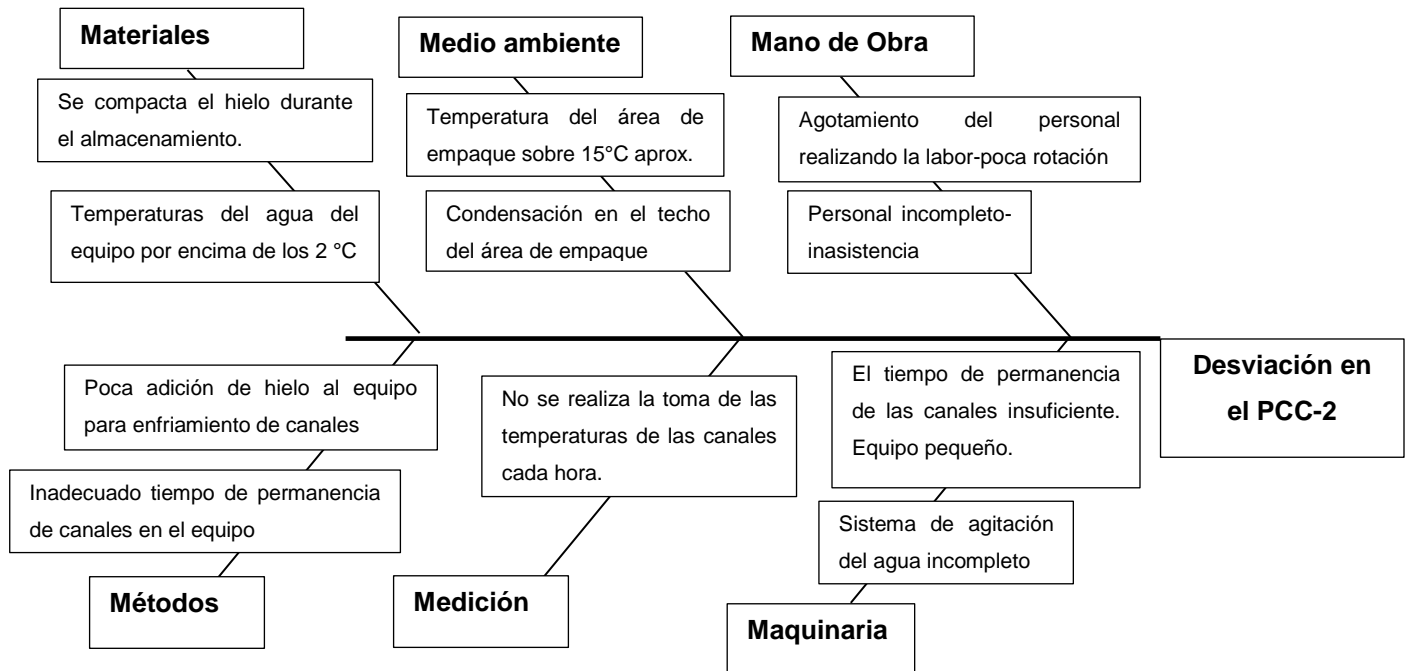 Materiales
Se compacta el hielo durante
el almacenamiento.
Temperaturas del agua del
equipo por encima de los 2 °C
Medio ambiente
Temperatura del área de
empaque sobre 15°C aprox.
Condensación en el techo
del área de empaque
Mano de Obra
Agotamiento del personal
realizando la labor-poca rotación
Personal incompleto-
inasistencia
Desviación en
el PCC-2
Poca adición de hielo al equipo
para enfriamiento de canales
Inadecuado tiempo de permanencia
de canales en el equipo
Métodos
No se realiza la toma de las
temperaturas de las canales
cada hora.
Medición
El tiempo de permanencia
de las canales insuficiente.
Equipo pequeño.
Sistema de agitación
del agua incompleto
Maquinaria